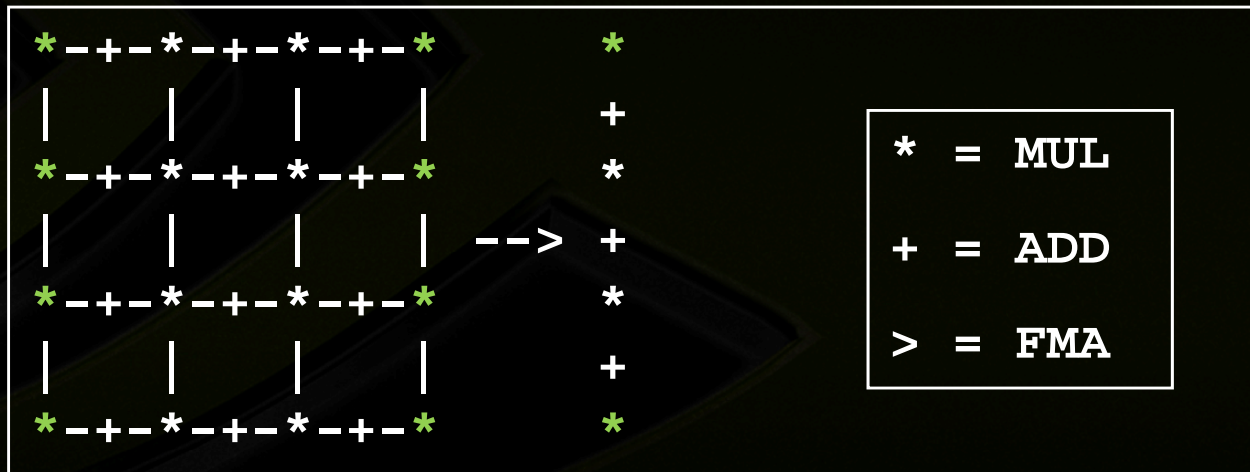 *-+-*-+-*-+-* *
| | | | +
*-+-*-+-*-+-* *
| | | | --> +
*-+-*-+-*-+-* *
| | | | +
*-+-*-+-*-+-* *
* = MUL
+ = ADD
> = FMA